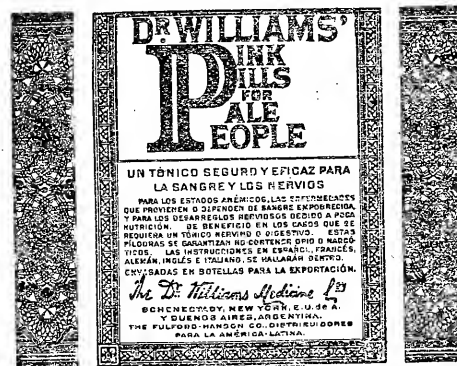 DR WILLIAMS'
PINK
PILLS
FOR
PALE
PEOPLE
UN TÓNICO SEGURO Y EFICAZ PARA
LA SANGRE Y LOS NERVIOS
PARA LOS ESTADOS ANÉMICOS, LAS ENFERMEDADES
QUE PROVIENEN O DEPENDEN DE SANGRE EMPOBRECIDA,
Y PARA LOS DESARREGLOS NERVIOSOS DEBIDO A POCA
NUTRICIÓN. DE BENEFICIO EN LOS CASOS QUE SE
REQUIERA UN TÓNICO NERVINO O DIGESTIVO. ESTAS
PÍLDORAS SE GARANTIZAN NO CONTENER OPIO O NARCÓ-
TICOS. LAS INSTRUCCIONES EN ESPAÑOL, FRANCÉS,
ALEMÁN, INGLÉS E ITALIANO, SE HALLARÁN DENTRO.
ENVASADAS EN BOTELLAS PARA LA EXPORTACIÓN.
The Dr. Williams Medicine Co.
SCHENECTADY, NEW YORK, E.U. de A.
Y BUENOS AIRES, ARGENTINA.
THE FULFORD-HANSON CO., DISTRIBUIDORES
PARA LA AMÉRICA-LATINA.